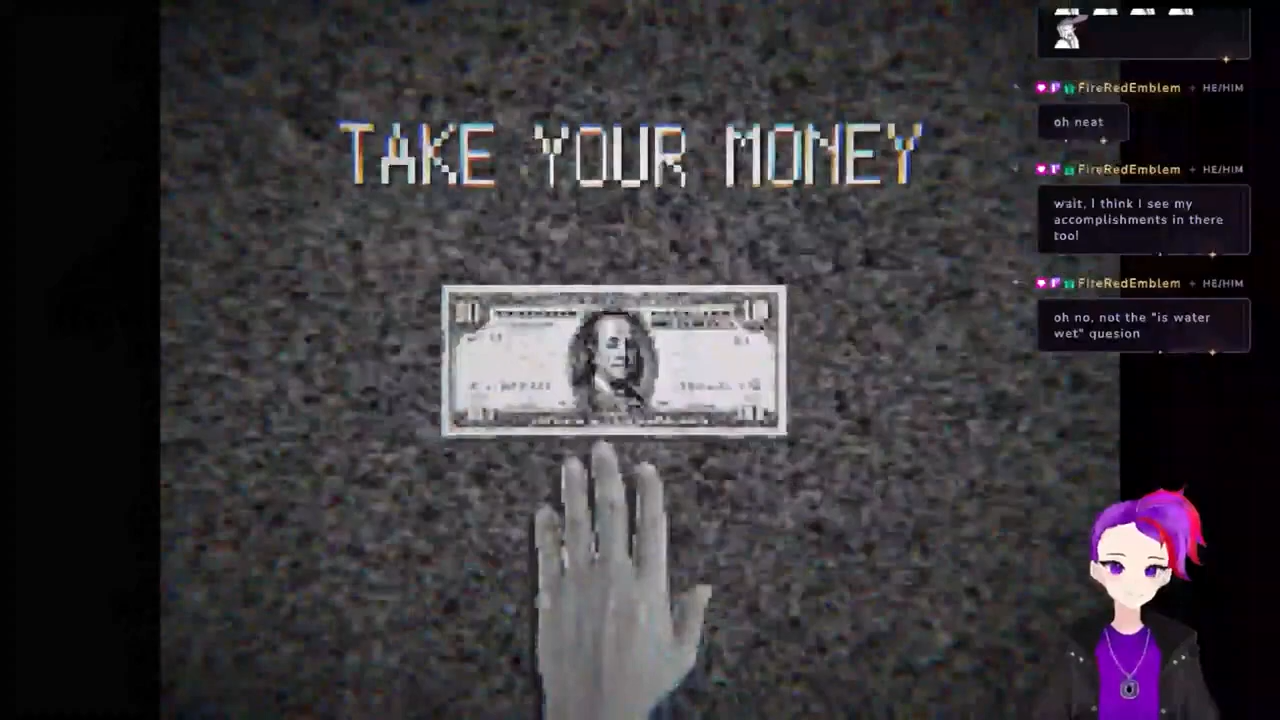 TAKE YOUR MONEY
FireRedEmblem + HE/HIM
oh neat
FireRedEmblem + HE/HIM
wait, I think I see my
accomplishments in there
too!
FireRedEmblem + HE/HIM
oh no, not the "is water
wet" quesion